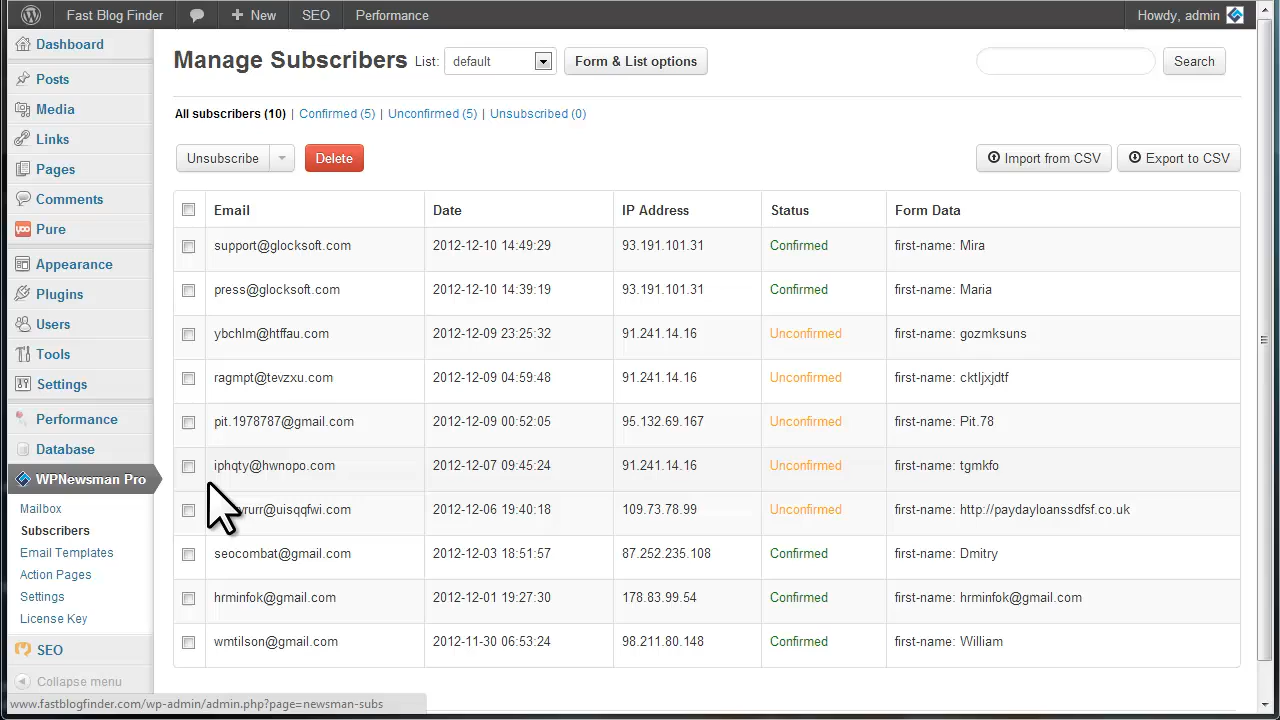 Fast Blog Finder New SEO Performance Howdy, admin
Dashboard
Posts
Media
Links
Pages
Comments
Pure
Appearance
Plugins
Users
Tools
Settings
Performance
Database
WPNewsman Pro
Mailbox
Subscribers
Email Templates
Action Pages
Settings
License Key
SEO
Collapse menu
Manage Subscribers List: default Form & List options Search
All subscribers (10) | Confirmed (5) | Unconfirmed (5) | Unsubscribed (0)
Unsubscribe Delete Import from CSV Export to CSV
Email Date IP Address Status Form Data
support@glocksoft.com 2012-12-10 14:49:29 93.191.101.31 Confirmed first-name: Mira
press@glocksoft.com 2012-12-10 14:39:19 93.191.101.31 Confirmed first-name: Maria
ybchlm@htffau.com 2012-12-09 23:25:32 91.241.14.16 Unconfirmed first-name: gozmksuns
ragmpt@tevzxu.com 2012-12-09 04:59:48 91.241.14.16 Unconfirmed first-name: cktljxjdtf
pit.1978787@gmail.com 2012-12-09 00:52:05 95.132.69.167 Unconfirmed first-name: Pit.78
iphqty@hwnopo.com 2012-12-07 09:45:24 91.241.14.16 Unconfirmed first-name: tgmkfo
2012-12-06 19:40:18 109.73.78.99 Unconfirmed first-name: http://paydayloanssdfsf.co.uk
seocombat@gmail.com 2012-12-03 18:51:57 87.252.235.108 Confirmed first-name: Dmitry
hrminfok@gmail.com 2012-12-01 19:27:30 178.83.99.54 Confirmed first-name: hrminfok@gmail.com
wmtilson@gmail.com 2012-11-30 06:53:24 98.211.80.148 Confirmed first-name: William
www.fastblogfinder.com/wp-admin/admin.php?page=newsman-subs